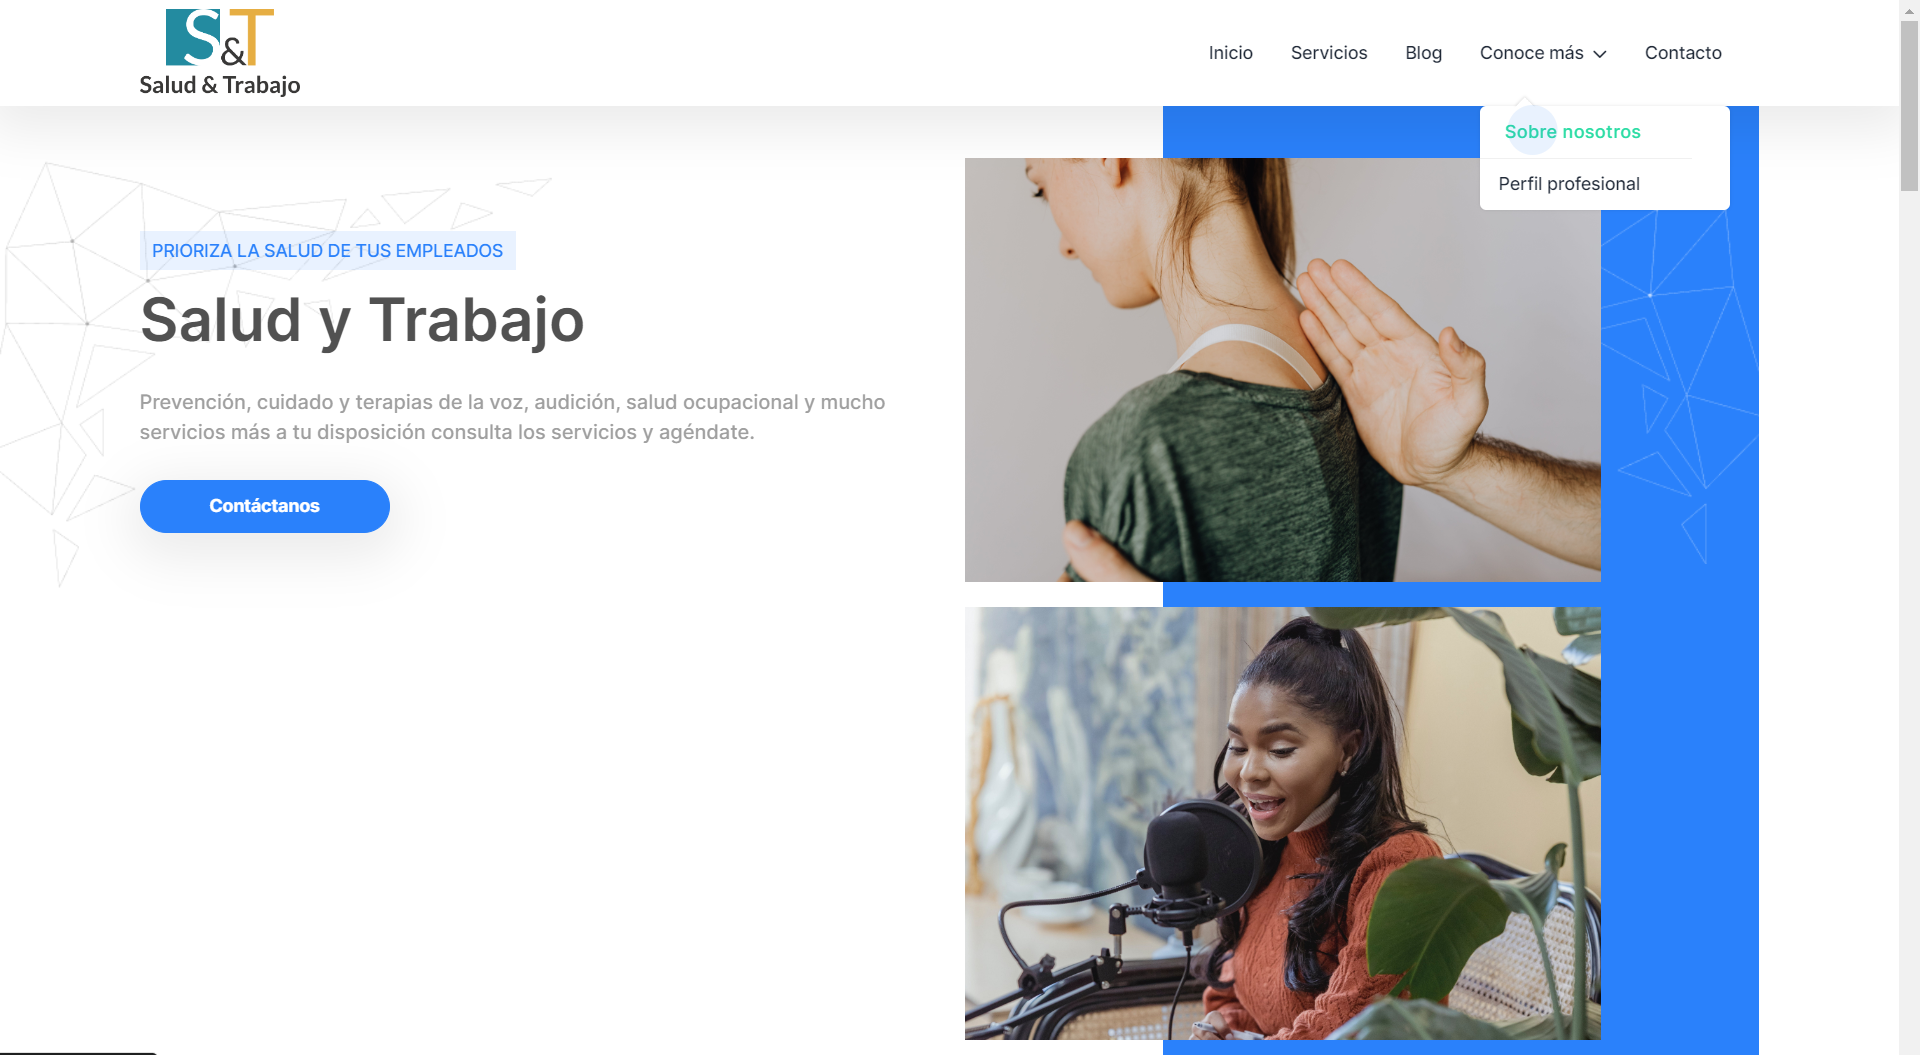 S&T
Salud & Trabajo
Inicio
Servicios
Blog
Conoce más
Contacto
Sobre nosotros
Perfil profesional
PRIORIZA LA SALUD DE TUS EMPLEADOS
Salud y Trabajo
Prevención, cuidado y terapias de la voz, audición, salud ocupacional y mucho
servicios más a tu disposición consulta los servicios y agéndate.
Contáctanos